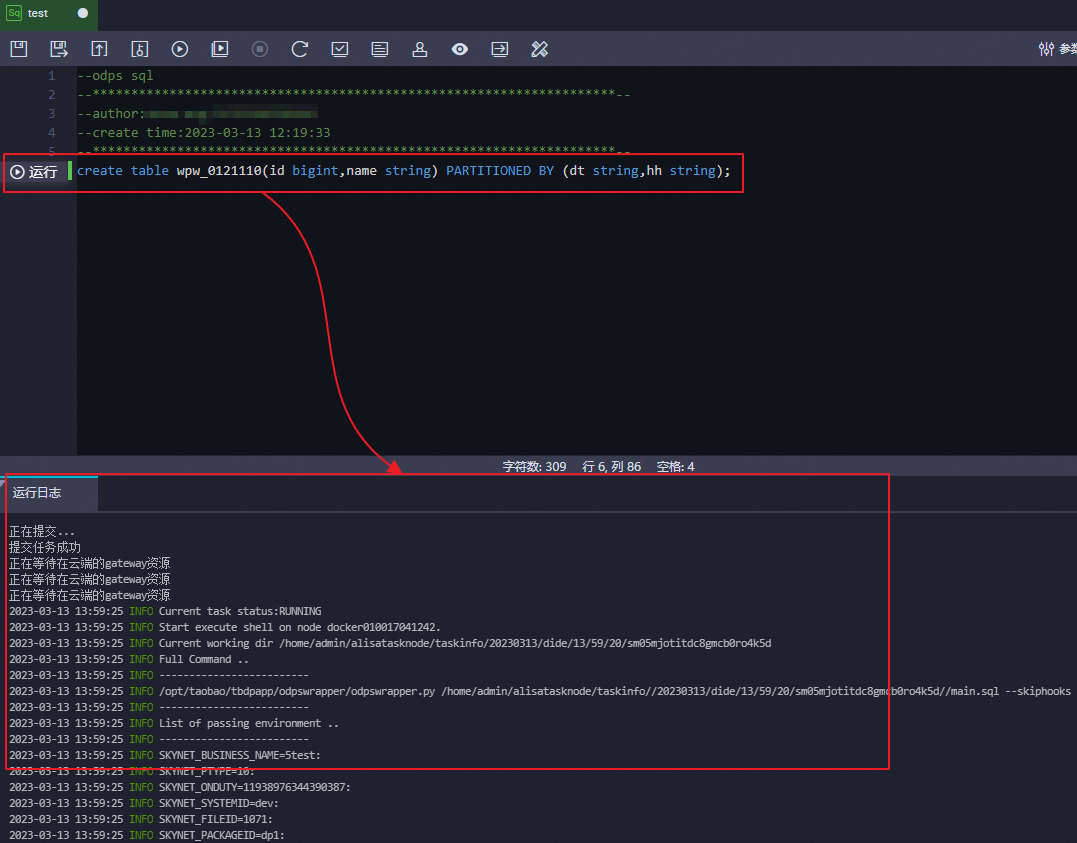 Sq test
参数
1 --odps sql
2 --********************************************************************--
3 --author:
4 --create time:2023-03-13 12:19:33
5 --********************************************************************--
运行 create table wpw_0121110(id bigint,name string) PARTITIONED BY (dt string,hh string);
字符数: 309 行 6, 列 86 空格: 4
运行日志
正在提交...
提交任务成功
正在等待在云端的gateway资源
正在等待在云端的gateway资源
正在等待在云端的gateway资源
2023-03-13 13:59:25 INFO Current task status:RUNNING
2023-03-13 13:59:25 INFO Start execute shell on node docker010017041242.
2023-03-13 13:59:25 INFO Current working dir /home/admin/alisatasknode/taskinfo/20230313/dide/13/59/20/sm05mjotitdc8gmcb0ro4k5d
2023-03-13 13:59:25 INFO Full Command ..
2023-03-13 13:59:25 INFO -------------------------
2023-03-13 13:59:25 INFO /opt/taobao/tbdpapp/odpswrapper/odpswrapper.py /home/admin/alisatasknode/taskinfo//20230313/dide/13/59/20/sm05mjotitdc8gmcb0ro4k5d//main.sql --skiphooks
2023-03-13 13:59:25 INFO -------------------------
2023-03-13 13:59:25 INFO List of passing environment ..
2023-03-13 13:59:25 INFO -------------------------
2023-03-13 13:59:25 INFO SKYNET_BUSINESS_NAME=5test:
2023-03-13 13:59:25 INFO SKYNET_PTYPE=10:
2023-03-13 13:59:25 INFO SKYNET_ONDUTY=11938976344390387:
2023-03-13 13:59:25 INFO SKYNET_SYSTEMID=dev:
2023-03-13 13:59:25 INFO SKYNET_FILEID=1071:
2023-03-13 13:59:25 INFO SKYNET_PACKAGEID=dp1: